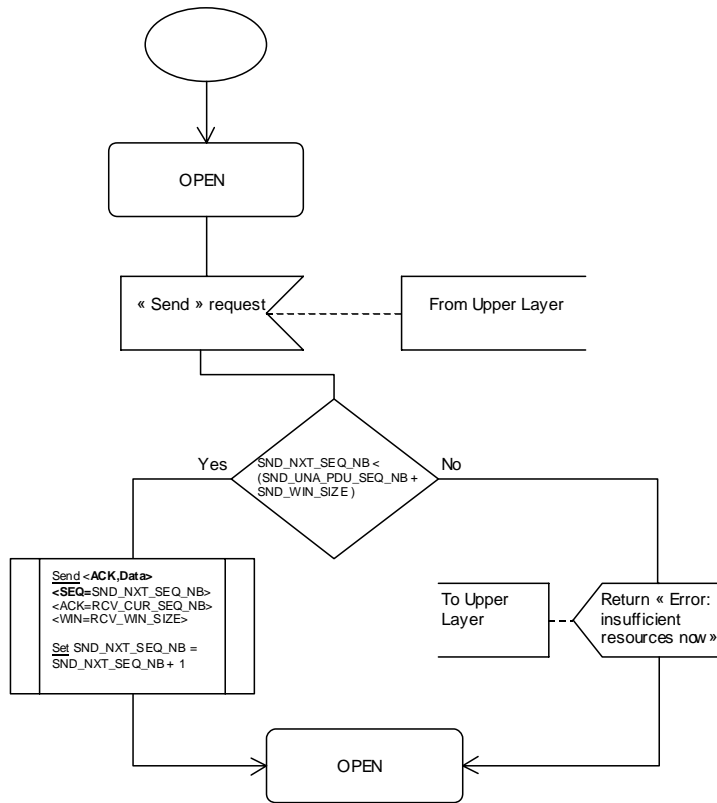 OPEN
« Send » request
From Upper Layer
SND_NXT_SEQ_NB <
(SND_UNA_PDU_SEQ_NB +
SND_WIN_SIZE )
Yes
No
Send <ACK,Data>
<SEQ=SND_NXT_SEQ_NB>
<ACK=RCV_CUR_SEQ_NB>
<WIN=RCV_WIN_SIZE>
Set SND_NXT_SEQ_NB =
SND_NXT_SEQ_NB + 1
To Upper
Layer
Return « Error:
insufficient
resources now»
OPEN